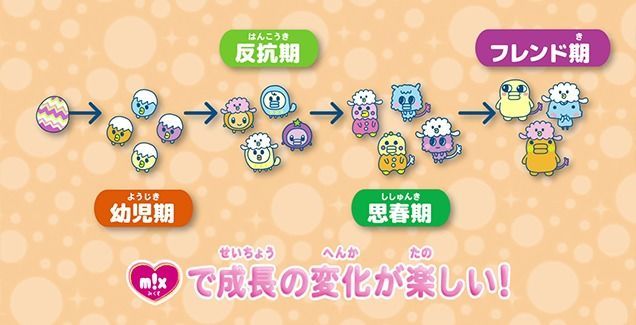 はんこうき
反抗期
き
フレンド期
ようじき
幼児期
ししゅんき
思春期
せいちょう へんか たの
m!x みくす で成長の変化が楽しい!